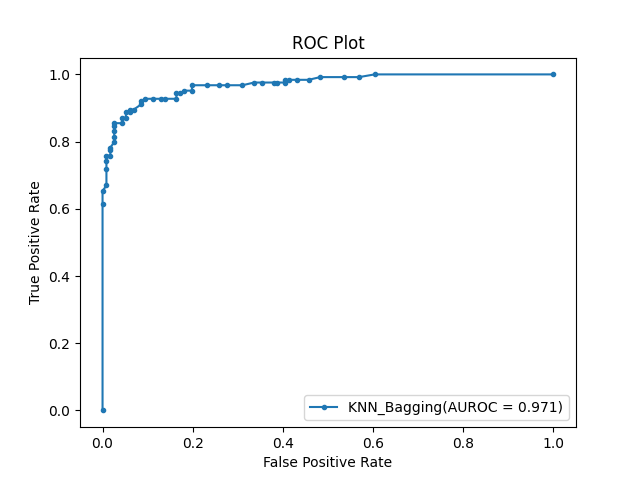 ROC Plot
1.0
0.8
0.6
0.4
0.2
0.0
True Positive Rate
KNN_Bagging(AUROC = 0.971)
0.0 0.2 0.4 0.6 0.8 1.0
False Positive Rate